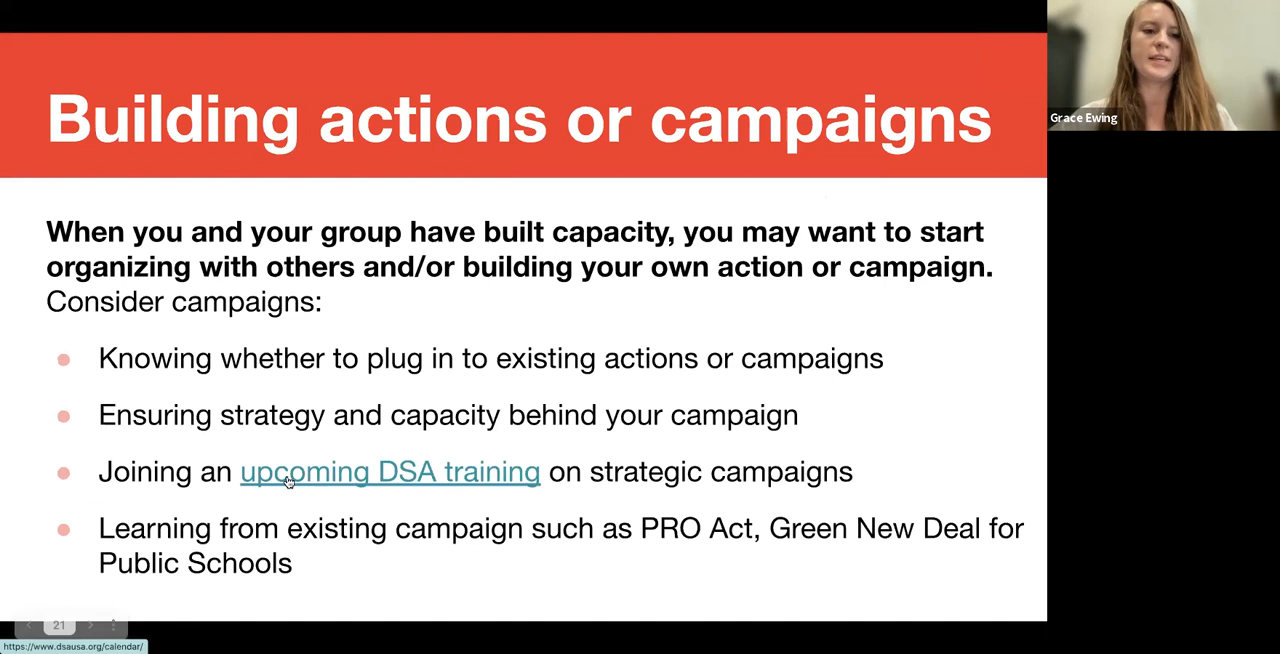 Building actions or campaigns
Grace Ewing
When you and your group have built capacity, you may want to start
organizing with others and/or building your own action or campaign.
Consider campaigns:
Knowing whether to plug in to existing actions or campaigns
Ensuring strategy and capacity behind your campaign
Joining an upcoming DSA training on strategic campaigns
Learning from existing campaign such as PRO Act, Green New Deal for
Public Schools
21
https://www.dsausa.org/calendar/